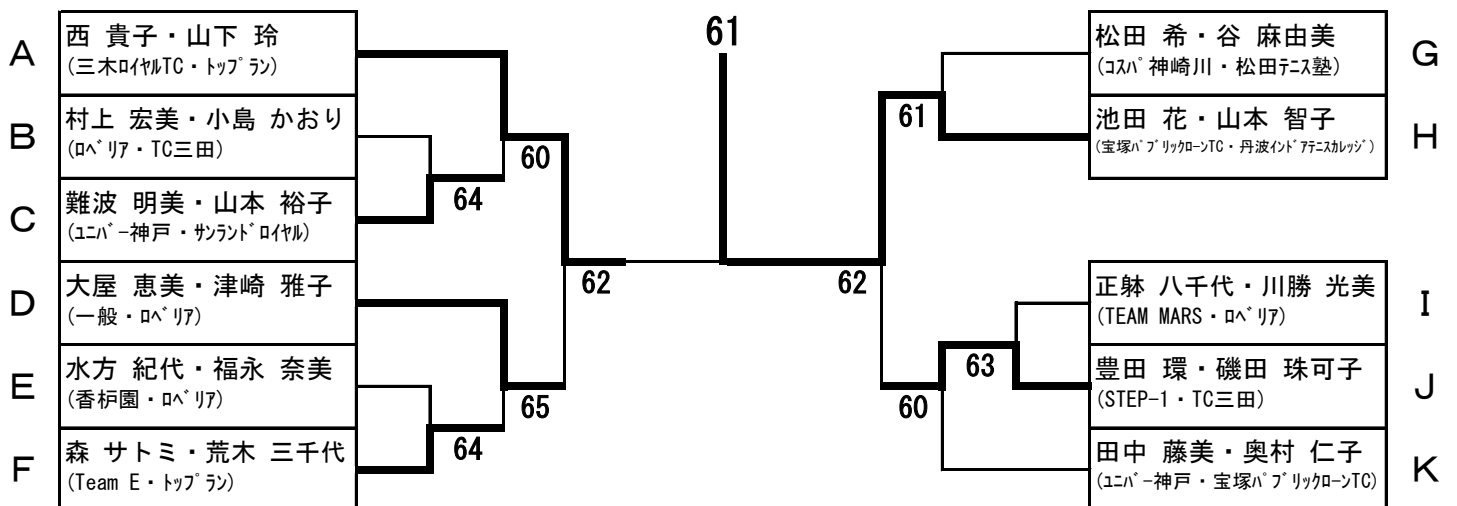 A
西 貴子・山下 玲
(三木ﾛｲﾔﾙTC・ﾄｯﾌﾟﾗﾝ)
B
村上 宏美・小島 かおり
(ﾛﾍﾞﾘｱ・TC三田)
C
難波 明美・山本 裕子
(ﾕﾆﾊﾞｰ神戸・ｻﾝﾗﾝﾄﾞﾛｲﾔﾙ)
D
大屋 恵美・津崎 雅子
(一般・ﾛﾍﾞﾘｱ)
E
水方 紀代・福永 奈美
(香枦園・ﾛﾍﾞﾘｱ)
F
森 サトミ・荒木 三千代
(Team E・ﾄｯﾌﾟﾗﾝ)
60
64
65
64
62
61
62
61
63
60
松田 希・谷 麻由美
(ｺｽﾊﾟ神崎川・松田ﾃﾆｽ塾)
G
池田 花・山本 智子
(宝塚ﾊﾟﾌﾞﾘｯｸﾛｰﾝTC・丹波ｲﾝﾄﾞｱﾃﾆｽｶﾚｯｼﾞ)
H
正躰 八千代・川勝 光美
(TEAM MARS・ﾛﾍﾞﾘｱ)
I
豊田 環・磯田 珠可子
(STEP-1・TC三田)
J
田中 藤美・奥村 仁子
(ﾕﾆﾊﾞｰ神戸・宝塚ﾊﾟﾌﾞﾘｯｸﾛｰﾝTC)
K